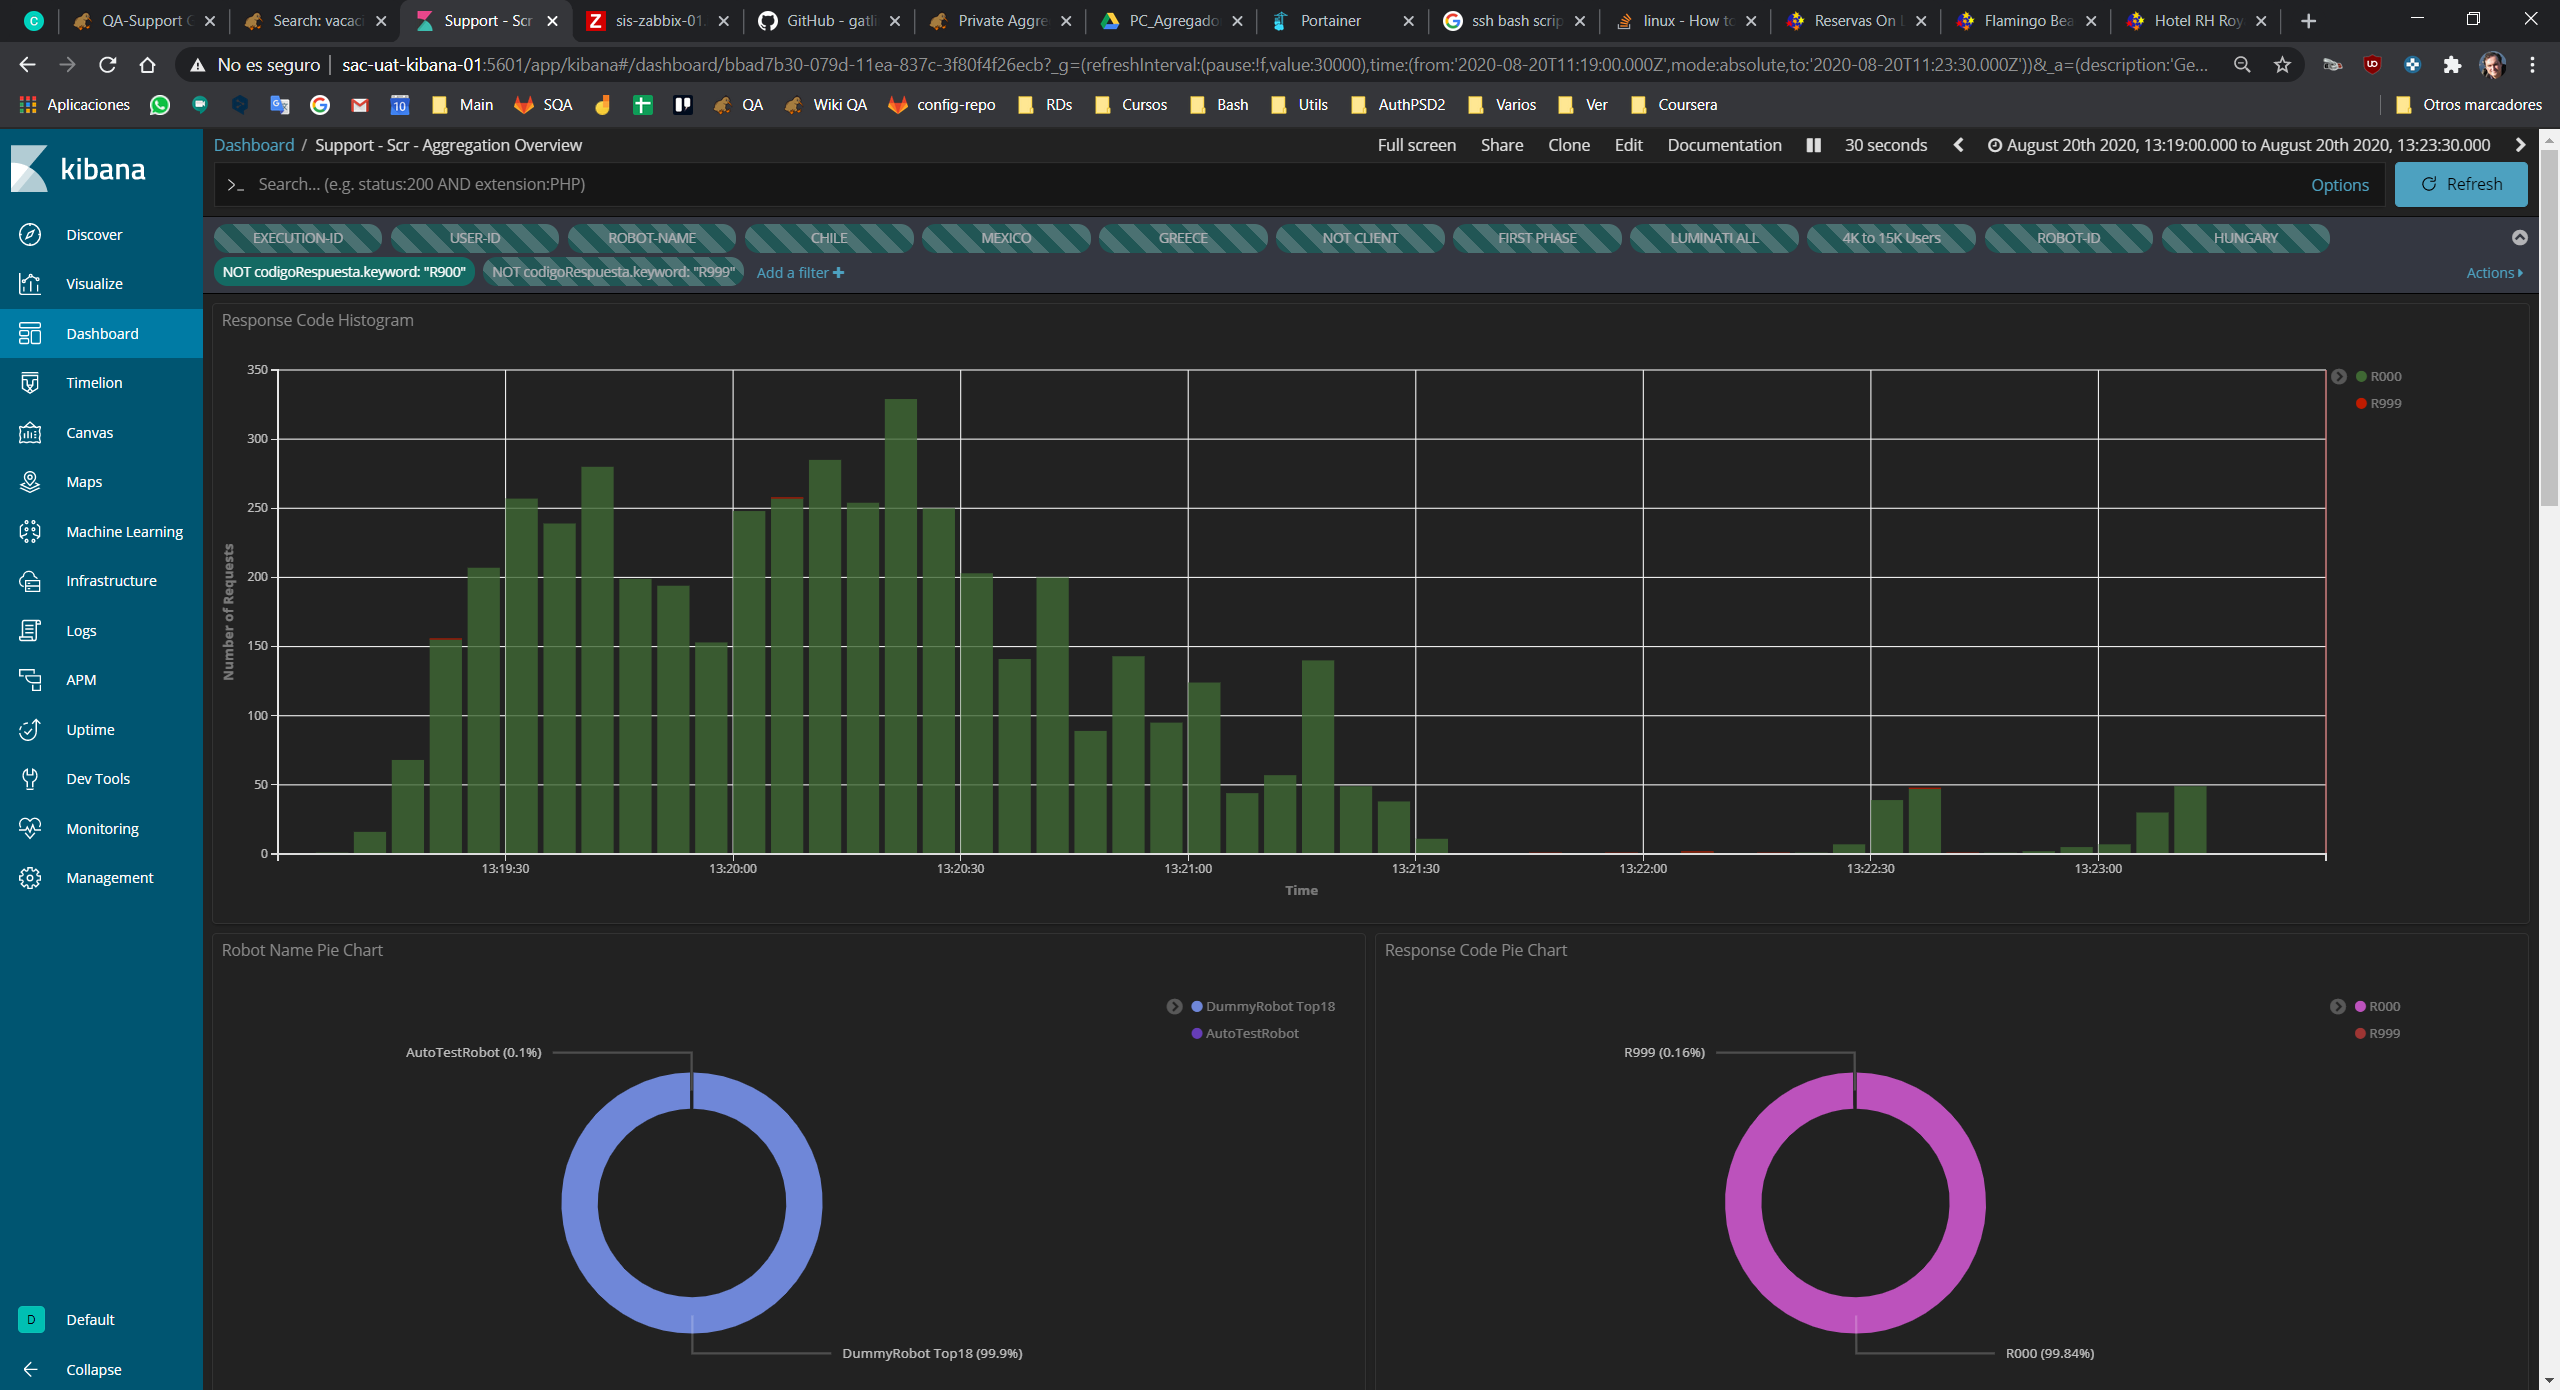 QA-Support G
Search: vacaci
Support - Scr
sis-zabbix-01.
GitHub - gatli
Private Aggre
PC_Agregado
Portainer
ssh bash scrip
linux - How to
Reservas On L
Flamingo Bea
Hotel RH Roy
No es seguro
sac-uat-kibana-01:5601/app/kibana#/dashboard/bbad7b30-079d-11ea-837c-3f80f4f26ecb?_g=(refreshInterval:(pause:!f,value:30000),time:(from:'2020-08-20T11:19:00.000Z',mode:absolute,to:'2020-08-20T11:23:30.000Z'))&_a=(description:'Ge...
Aplicaciones
10
Main
SQA
QA
Wiki QA
config-repo
RDs
Cursos
Bash
Utils
AuthPSD2
Varios
Ver
Coursera
Otros marcadores
kibana
Dashboard / Support - Scr - Aggregation Overview
Full screen
Share
Clone
Edit
Documentation
30 seconds
August 20th 2020, 13:19:00.000 to August 20th 2020, 13:23:30.000
>_ Search... (e.g. status:200 AND extension:PHP)
Options
Refresh
EXECUTION-ID
USER-ID
ROBOT-NAME
CHILE
MEXICO
GREECE
NOT CLIENT
FIRST PHASE
LUMINATI ALL
4K to 15K Users
ROBOT-ID
HUNGARY
NOT codigoRespuesta.keyword: "R900"
NOT codigoRespuesta.keyword: "R999"
Add a filter +
Actions
Discover
Visualize
Dashboard
Timelion
Canvas
Maps
Machine Learning
Infrastructure
Logs
APM
Uptime
Dev Tools
Monitoring
Management
D Default
Collapse
Response Code Histogram
350
300
250
200
150
100
50
0
Number of Requests
13:19:30
13:20:00
13:20:30
13:21:00
13:21:30
13:22:00
13:22:30
13:23:00
Time
R000
R999
Robot Name Pie Chart
DummyRobot Top18
AutoTestRobot
AutoTestRobot (0.1%)
DummyRobot Top18 (99.9%)
Response Code Pie Chart
R000
R999
R999 (0.16%)
R000 (99.84%)